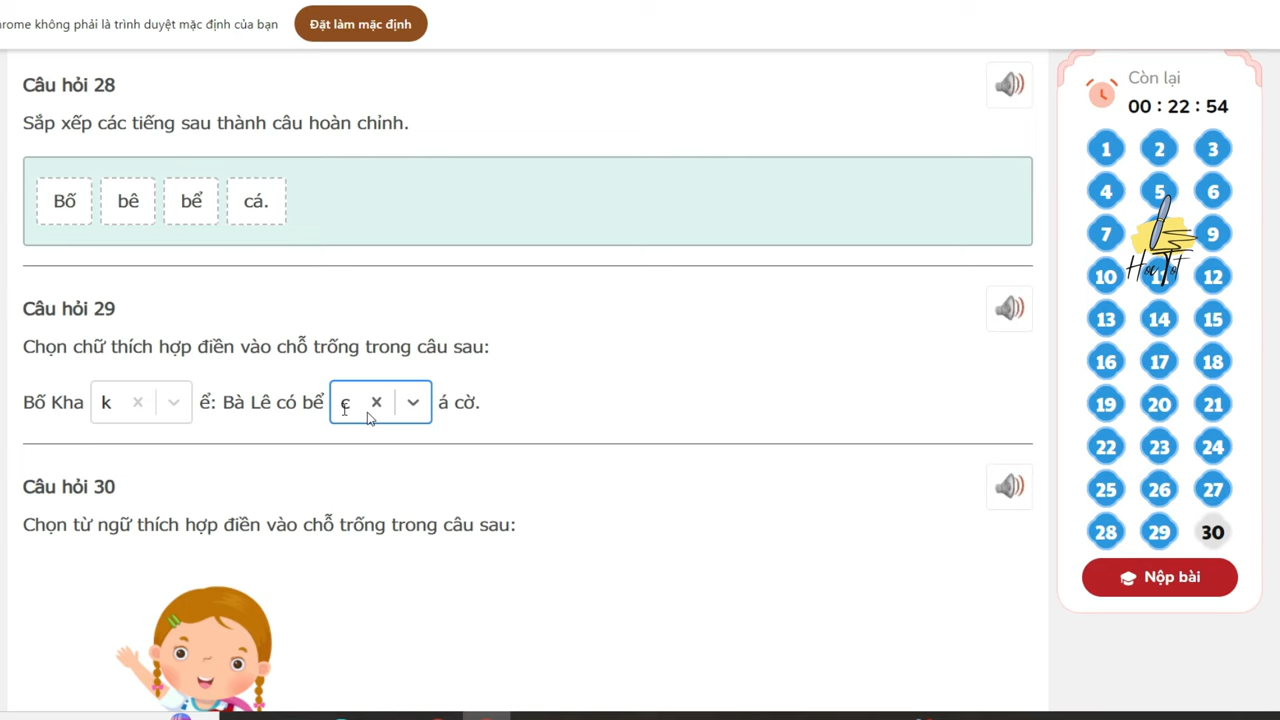 rome không phải là trình duyệt mặc định của bạn
Đặt làm mặc định
Câu hỏi 28
Sắp xếp các tiếng sau thành câu hoàn chỉnh.
Bố bê bể cá.
Câu hỏi 29
Chọn chữ thích hợp điền vào chỗ trống trong câu sau:
Bố Kha k ể: Bà Lê có bể c á cờ.
Câu hỏi 30
Chọn từ ngữ thích hợp điền vào chỗ trống trong câu sau:
Còn lại
00 : 22 : 54
1 2 3
4 5 6
7 9
10 11 12
13 14 15
16 17 18
19 20 21
22 23 24
25 26 27
28 29 30
Học Tốt
Nộp bài